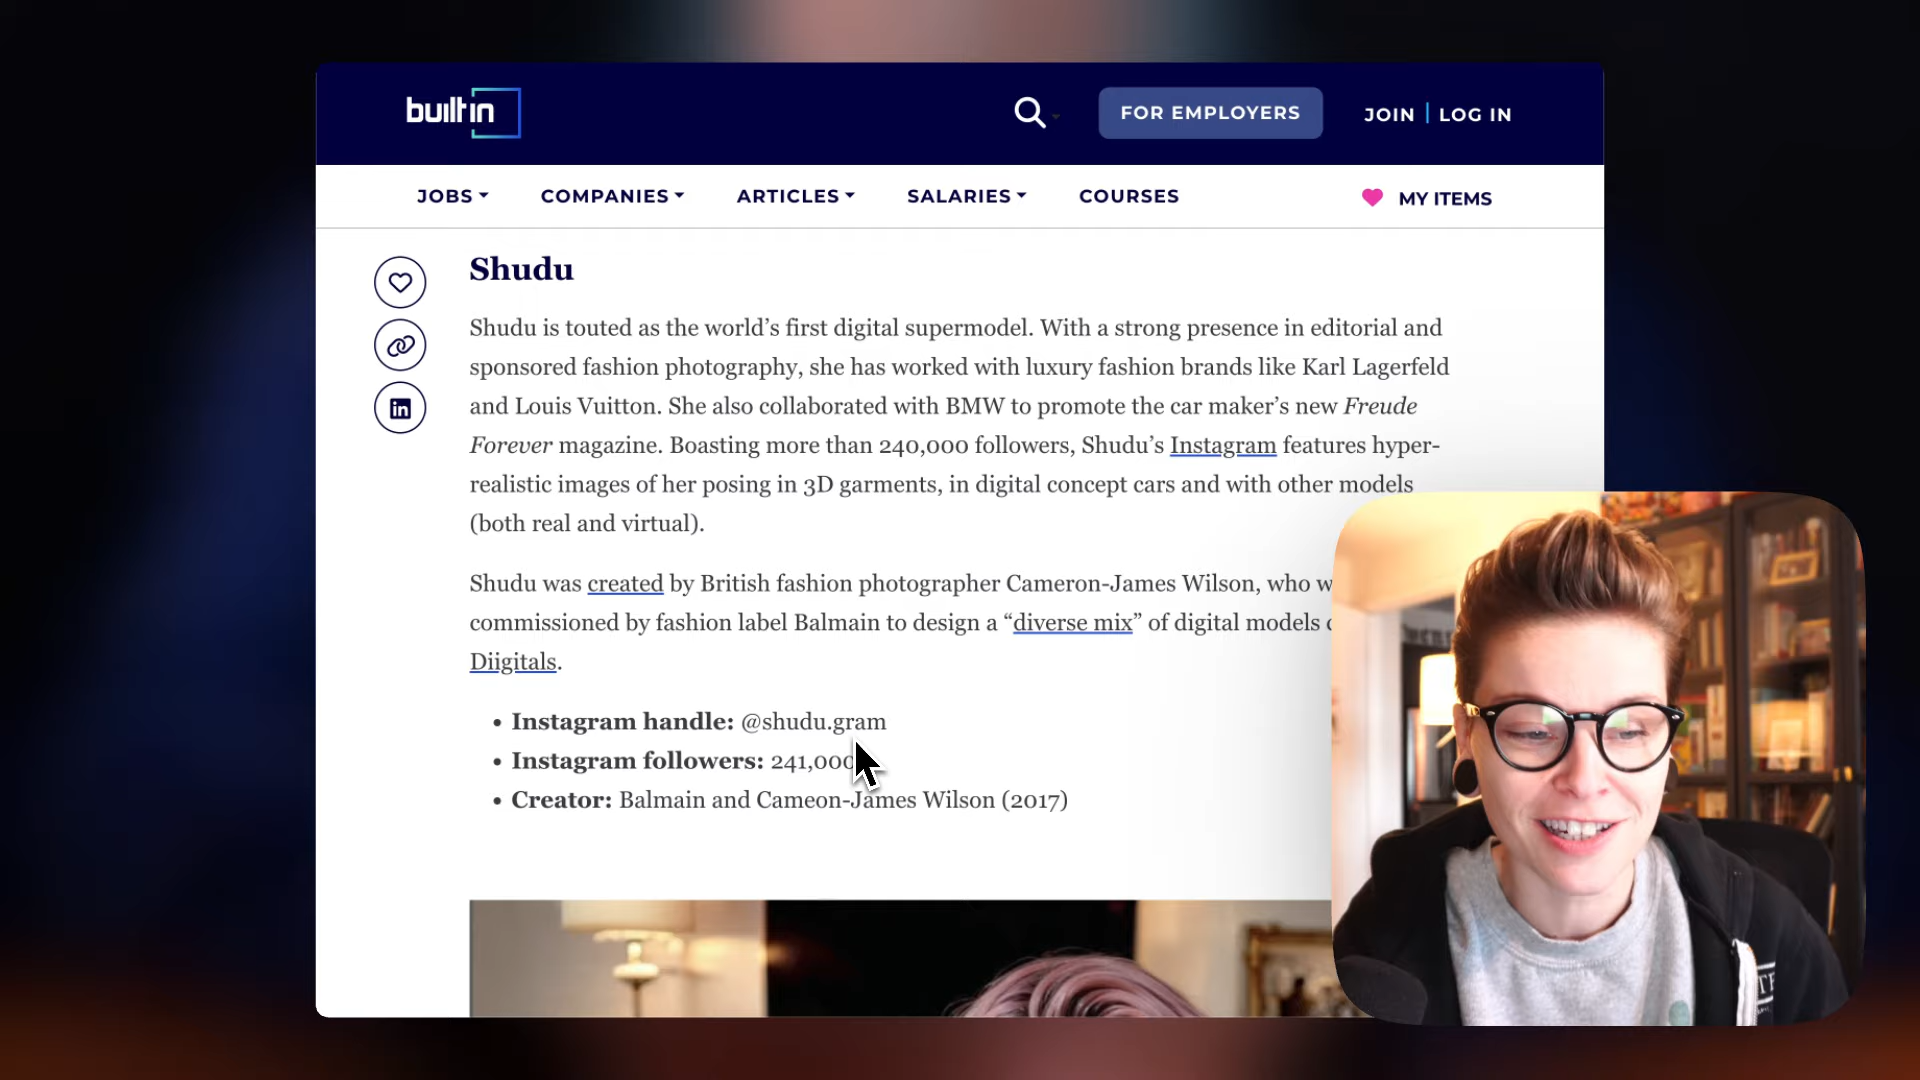 builtin
FOR EMPLOYERS
JOIN | LOG IN
JOBS
COMPANIES
ARTICLES
SALARIES
COURSES
MY ITEMS
Shudu
Shudu is touted as the world’s first digital supermodel. With a strong presence in editorial and
sponsored fashion photography, she has worked with luxury fashion brands like Karl Lagerfeld
and Louis Vuitton. She also collaborated with BMW to promote the car maker’s new Freude
Forever magazine. Boasting more than 240,000 followers, Shudu’s Instagram features hyper-
realistic images of her posing in 3D garments, in digital concept cars and with other models
(both real and virtual).
Shudu was created by British fashion photographer Cameron-James Wilson, who
commissioned by fashion label Balmain to design a “diverse mix” of digital models
Diigitals.
• Instagram handle: @shudu.gram
• Instagram followers: 241,000
• Creator: Balmain and Cameon-James Wilson (2017)